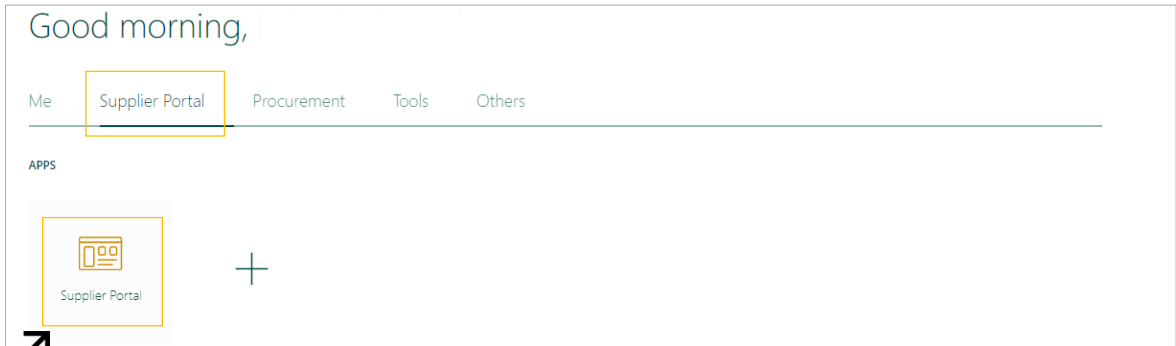 Good morning,
Me Supplier Portal Procurement Tools Others
APPS
Supplier Portal